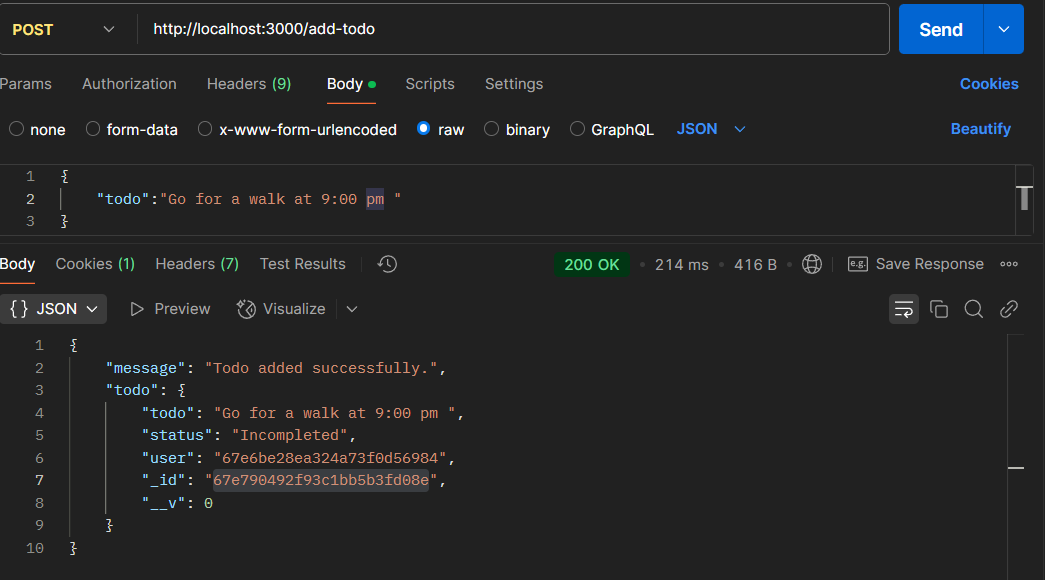 POST http://localhost:3000/add-todo Send
Params Authorization Headers (9) Body Scripts Settings Cookies
none form-data x-www-form-urlencoded raw binary GraphQL JSON Beautify
1 {
2 "todo":"Go for a walk at 9:00 pm "
3 }
Body Cookies (1) Headers (7) Test Results 200 OK • 214 ms • 416 B • e.g. Save Response
{} JSON Preview Visualize
1 {
2 "message": "Todo added successfully.",
3 "todo": {
4 "todo": "Go for a walk at 9:00 pm ",
5 "status": "Incompleted",
6 "user": "67e6be28ea324a73f0d56984",
7 "_id": "67e790492f93c1bb5b3fd08e",
8 "__v": 0
9 }
10 }